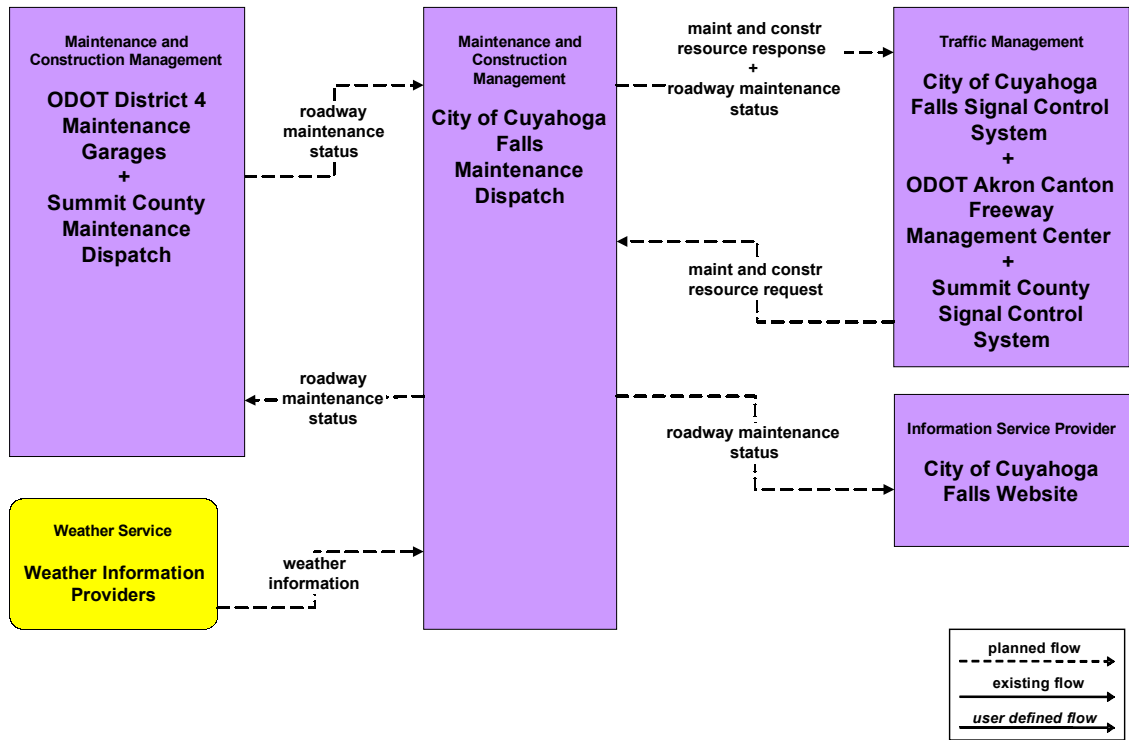 Maintenance and
Construction Management
ODOT District 4
Maintenance
Garages
+
Summit County
Maintenance
Dispatch
roadway
maintenance
status
Maintenance and
Construction
Management
City of Cuyahoga
Falls
Maintenance
Dispatch
maint and constr
resource response
+
roadway maintenance
status
Traffic Management
City of Cuyahoga
Falls Signal Control
System
+
ODOT Akron Canton
Freeway
Management Center
+
Summit County
Signal Control
System
maint and constr
resource request
roadway
maintenance
status
roadway maintenance
status
Information Service Provider
City of Cuyahoga
Falls Website
Weather Service
Weather Information
Providers
weather
information
planned flow
existing flow
user defined flow